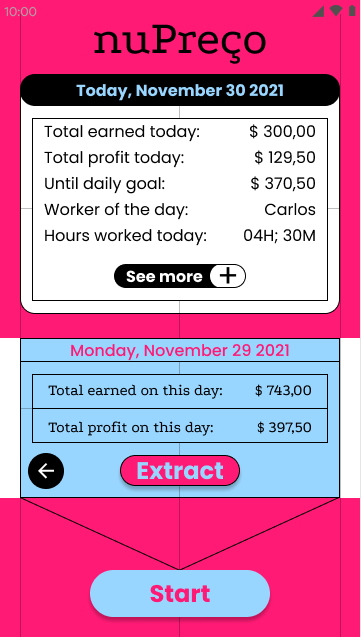 10:00
nuPreço
Today, November 30 2021
Total earned today: $ 300,00
Total profit today: $ 129,50
Until daily goal: $ 370,50
Worker of the day: Carlos
Hours worked today: 04H; 30M
See more +
Monday, November 29 2021
Total earned on this day: $ 743,00
Total profit on this day: $ 397,50
Extract
Start